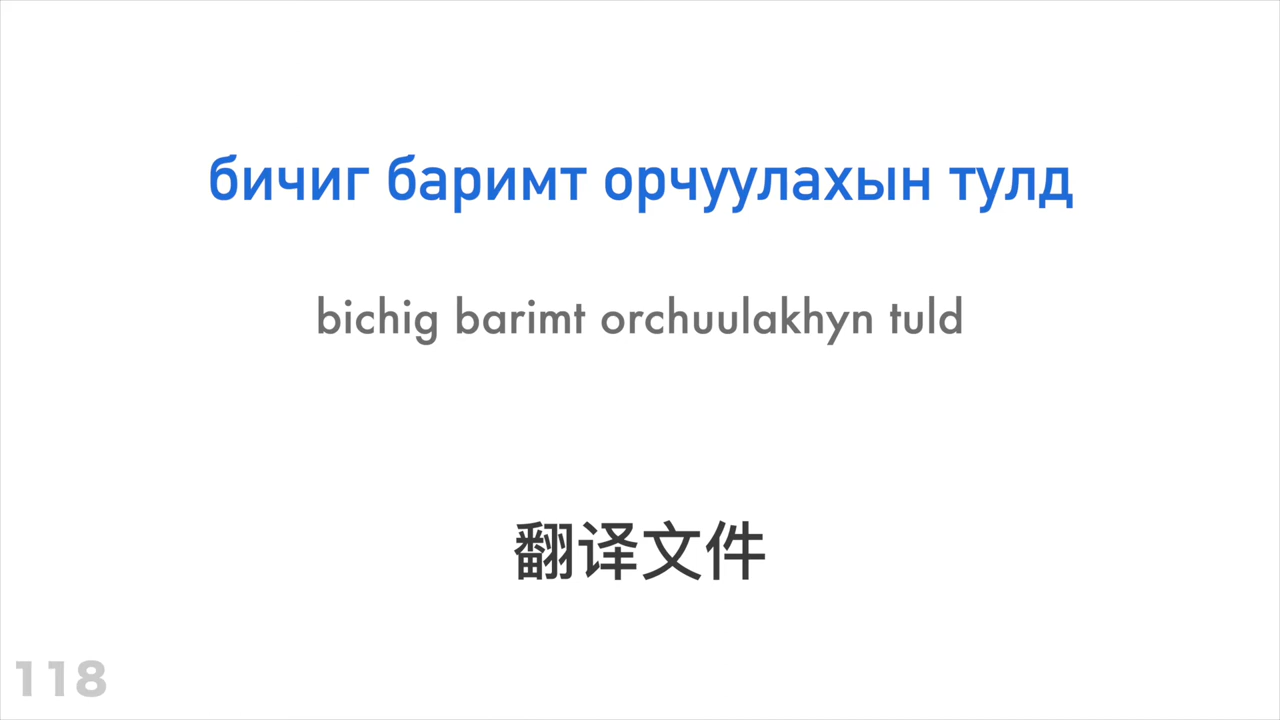 бичиг баримт орчуулахын тулд
bichig barimt orchuulakhyn tuld
翻译文件
118